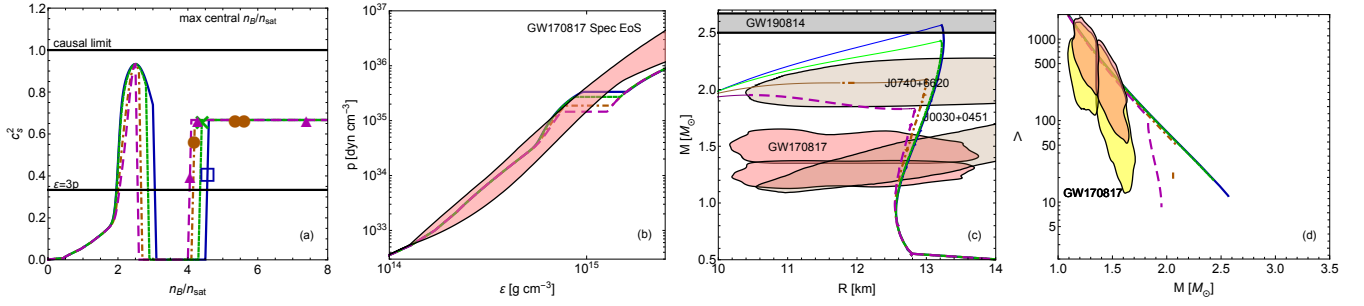 max central n_B/n_sat
causal limit
ε=3p
(a)
c_s^2
0.0
0.2
0.4
0.6
0.8
1.0
1.2
0
2
4
6
8
n_B/n_sat
GW170817 Spec EoS
(b)
p [dyn cm^-3]
10^36
10^35
10^34
10^33
10^14
10^15
ε [g cm^-3]
GW190814
J0740+6620
J0030+0451
GW170817
(c)
M [M_⊙]
2.5
2.0
1.5
1.0
0.5
10
11
12
13
14
R [km]
GW170817
(d)
Λ
1000
500
100
50
10
5
1.0
1.5
2.0
2.5
3.0
3.5
M [M_⊙]